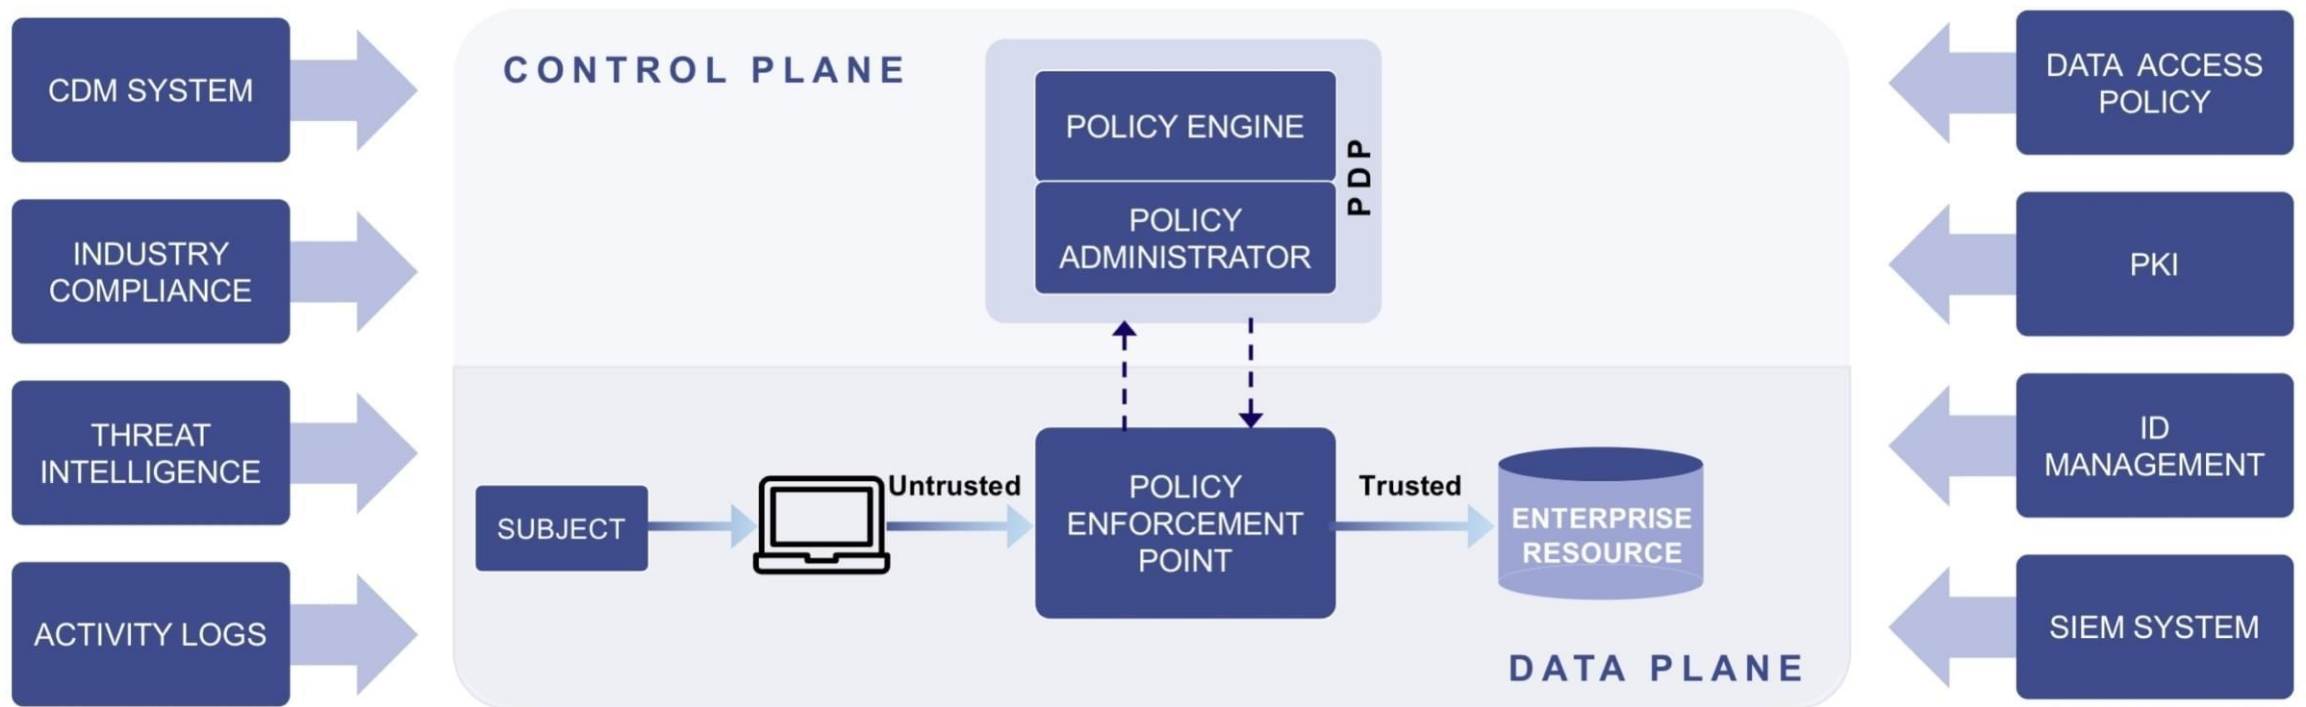 CDM SYSTEM
INDUSTRY
COMPLIANCE
THREAT
INTELLIGENCE
ACTIVITY LOGS
CONTROL PLANE
POLICY ENGINE
POLICY
ADMINISTRATOR
PDP
SUBJECT
Untrusted
POLICY
ENFORCEMENT
POINT
Trusted
ENTERPRISE
RESOURCE
DATA PLANE
DATA ACCESS
POLICY
PKI
ID
MANAGEMENT
SIEM SYSTEM